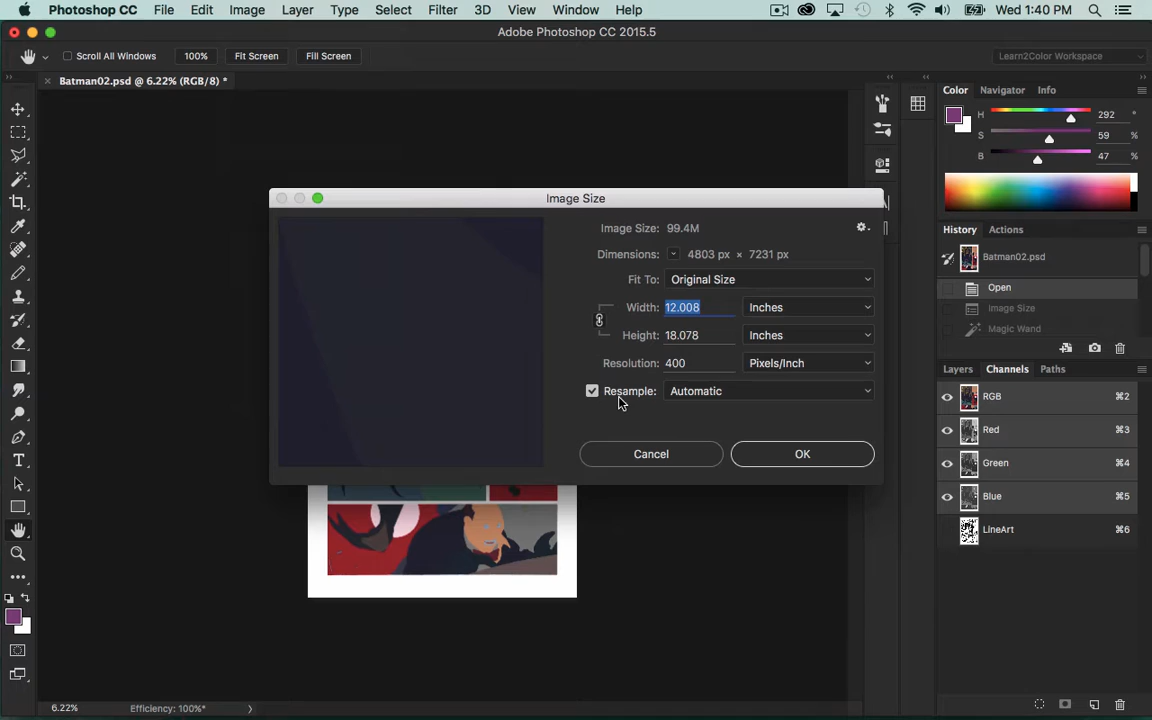 Photoshop CC File Edit Image Layer Type Select Filter 3D View Window Help Wed 1:40 PM
Adobe Photoshop CC 2015.5
Scroll All Windows 100% Fit Screen Fill Screen Learn2Color Workspace
× Batman02.psd @ 6.22% (RGB/8) *
Color Navigator Info
H 292 °
S 59 %
B 47 %
Image Size
Image Size: 99.4M
Dimensions: 4803 px × 7231 px
Fit To: Original Size
Width: 12.008 Inches
Height: 18.078 Inches
Resolution: 400 Pixels/Inch
Resample: Automatic
Cancel OK
History Actions
Batman02.psd
Open
Image Size
Magic Wand
Layers Channels Paths
RGB ⌘2
Red ⌘3
Green ⌘4
Blue ⌘5
LineArt ⌘6
6.22% Efficiency: 100%*